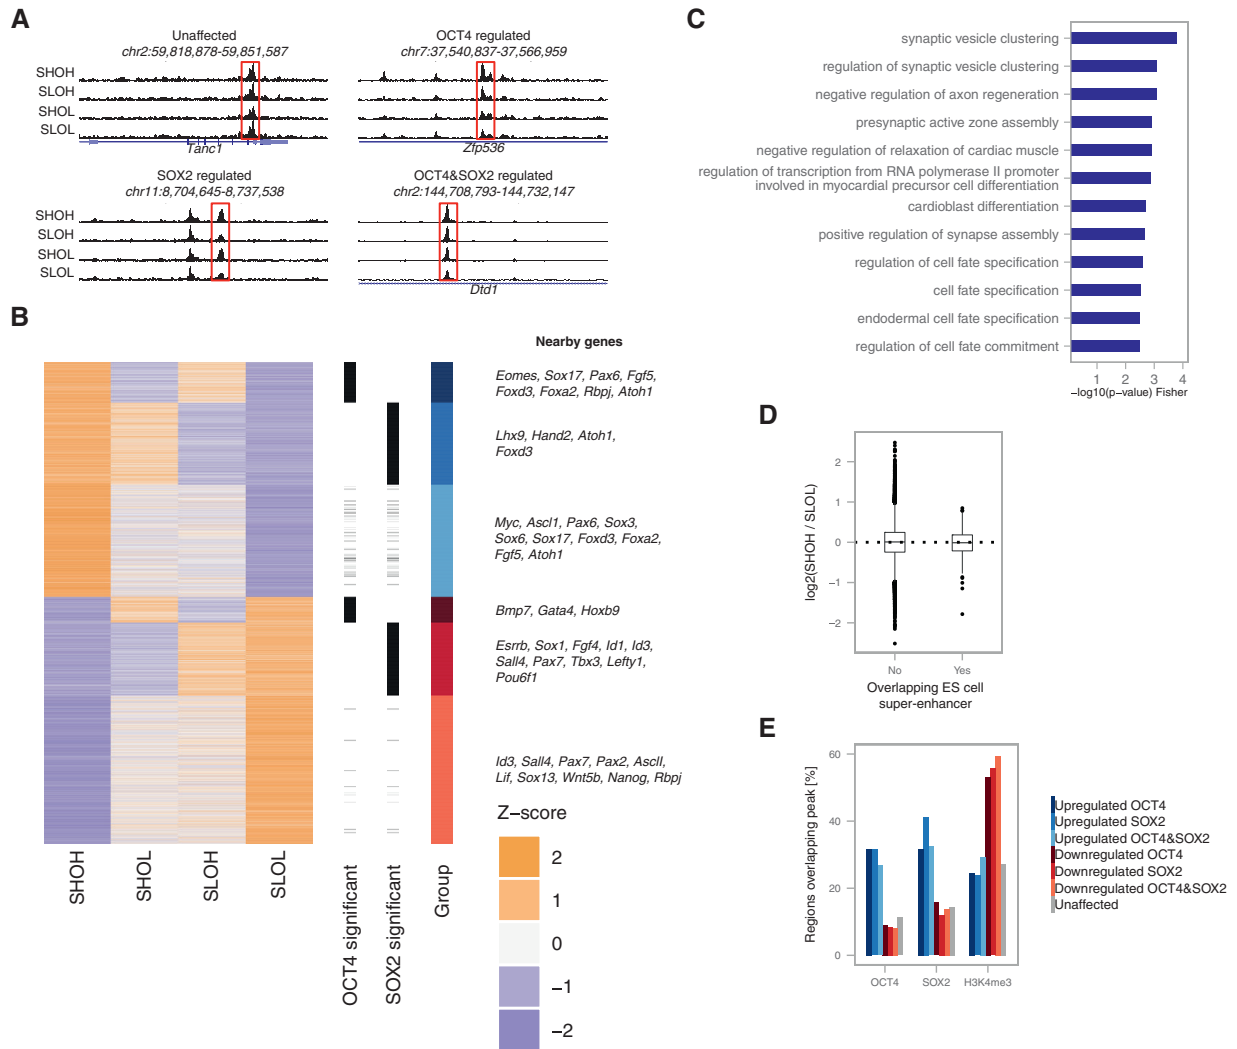 A
Unaffected
chr2:59,818,878-59,851,587
SHOH
SLOH
SHOL
SLOL
Tanc1
OCT4 regulated
chr7:37,540,837-37,566,959
Zfp536
SOX2 regulated
chr11:8,704,645-8,737,538
SHOH
SLOH
SHOL
SLOL
OCT4&SOX2 regulated
chr2:144,708,793-144,732,147
Dtd1
B
Nearby genes
Eomes, Sox17, Pax6, Fgf5,
Foxd3, Foxa2, Rbpj, Atoh1
Lhx9, Hand2, Atoh1,
Foxd3
Myc, Ascl1, Pax6, Sox3,
Sox6, Sox17, Foxd3, Foxa2,
Fgf5, Atoh1
Bmp7, Gata4, Hoxb9
Esrrb, Sox1, Fgf4, Id1, Id3,
Sall4, Pax7, Tbx3, Lefty1,
Pou6f1
Id3, Sall4, Pax7, Pax2, Ascll,
Lif, Sox13, Wnt5b, Nanog, Rbpj
SHOH
SHOL
SLOH
SLOL
OCT4 significant
SOX2 significant
Group
Z−score
2
1
0
−1
−2
C
synaptic vesicle clustering
regulation of synaptic vesicle clustering
negative regulation of axon regeneration
presynaptic active zone assembly
negative regulation of relaxation of cardiac muscle
regulation of transcription from RNA polymerase II promoter
involved in myocardial precursor cell differentiation
cardioblast differentiation
positive regulation of synapse assembly
regulation of cell fate specification
cell fate specification
endodermal cell fate specification
regulation of cell fate commitment
1 2 3 4
−log10(p−value) Fisher
D
log2(SHOH / SLOL)
2
1
0
−1
−2
No
Yes
Overlapping ES cell
super-enhancer
E
Regions overlapping peak [%]
60
40
20
0
OCT4
SOX2
H3K4me3
Upregulated OCT4
Upregulated SOX2
Upregulated OCT4&SOX2
Downregulated OCT4
Downregulated SOX2
Downregulated OCT4&SOX2
Unaffected